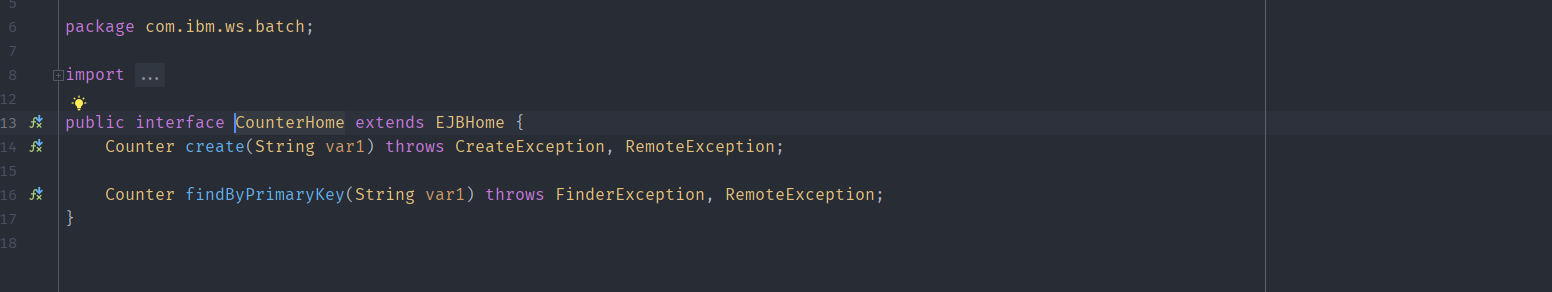 5
6 package com.ibm.ws.batch;
7
8 import ...
12
13 public interface CounterHome extends EJBHome {
14 Counter create(String var1) throws CreateException, RemoteException;
15
16 Counter findByPrimaryKey(String var1) throws FinderException, RemoteException;
17 }
18